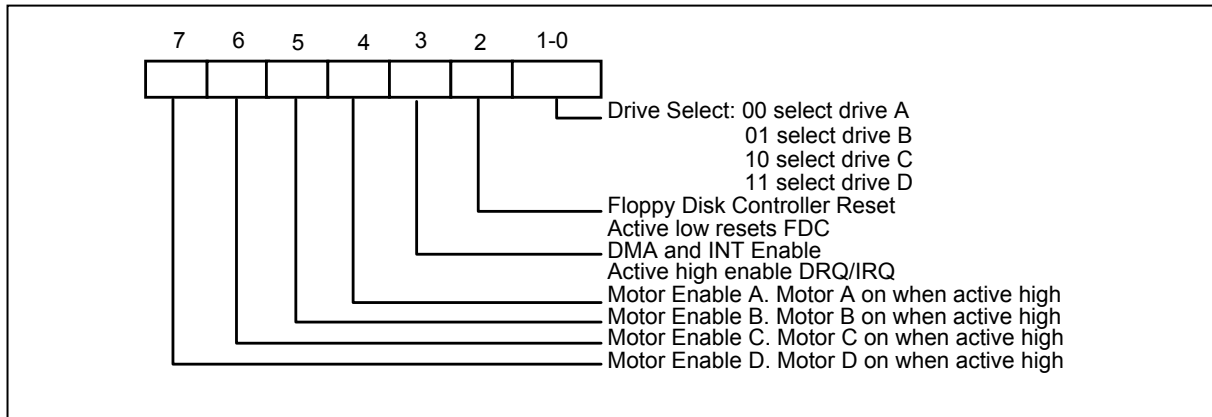 7 6 5 4 3 2 1-0
Drive Select: 00 select drive A
01 select drive B
10 select drive C
11 select drive D
Floppy Disk Controller Reset
Active low resets FDC
DMA and INT Enable
Active high enable DRQ/IRQ
Motor Enable A. Motor A on when active high
Motor Enable B. Motor B on when active high
Motor Enable C. Motor C on when active high
Motor Enable D. Motor D on when active high